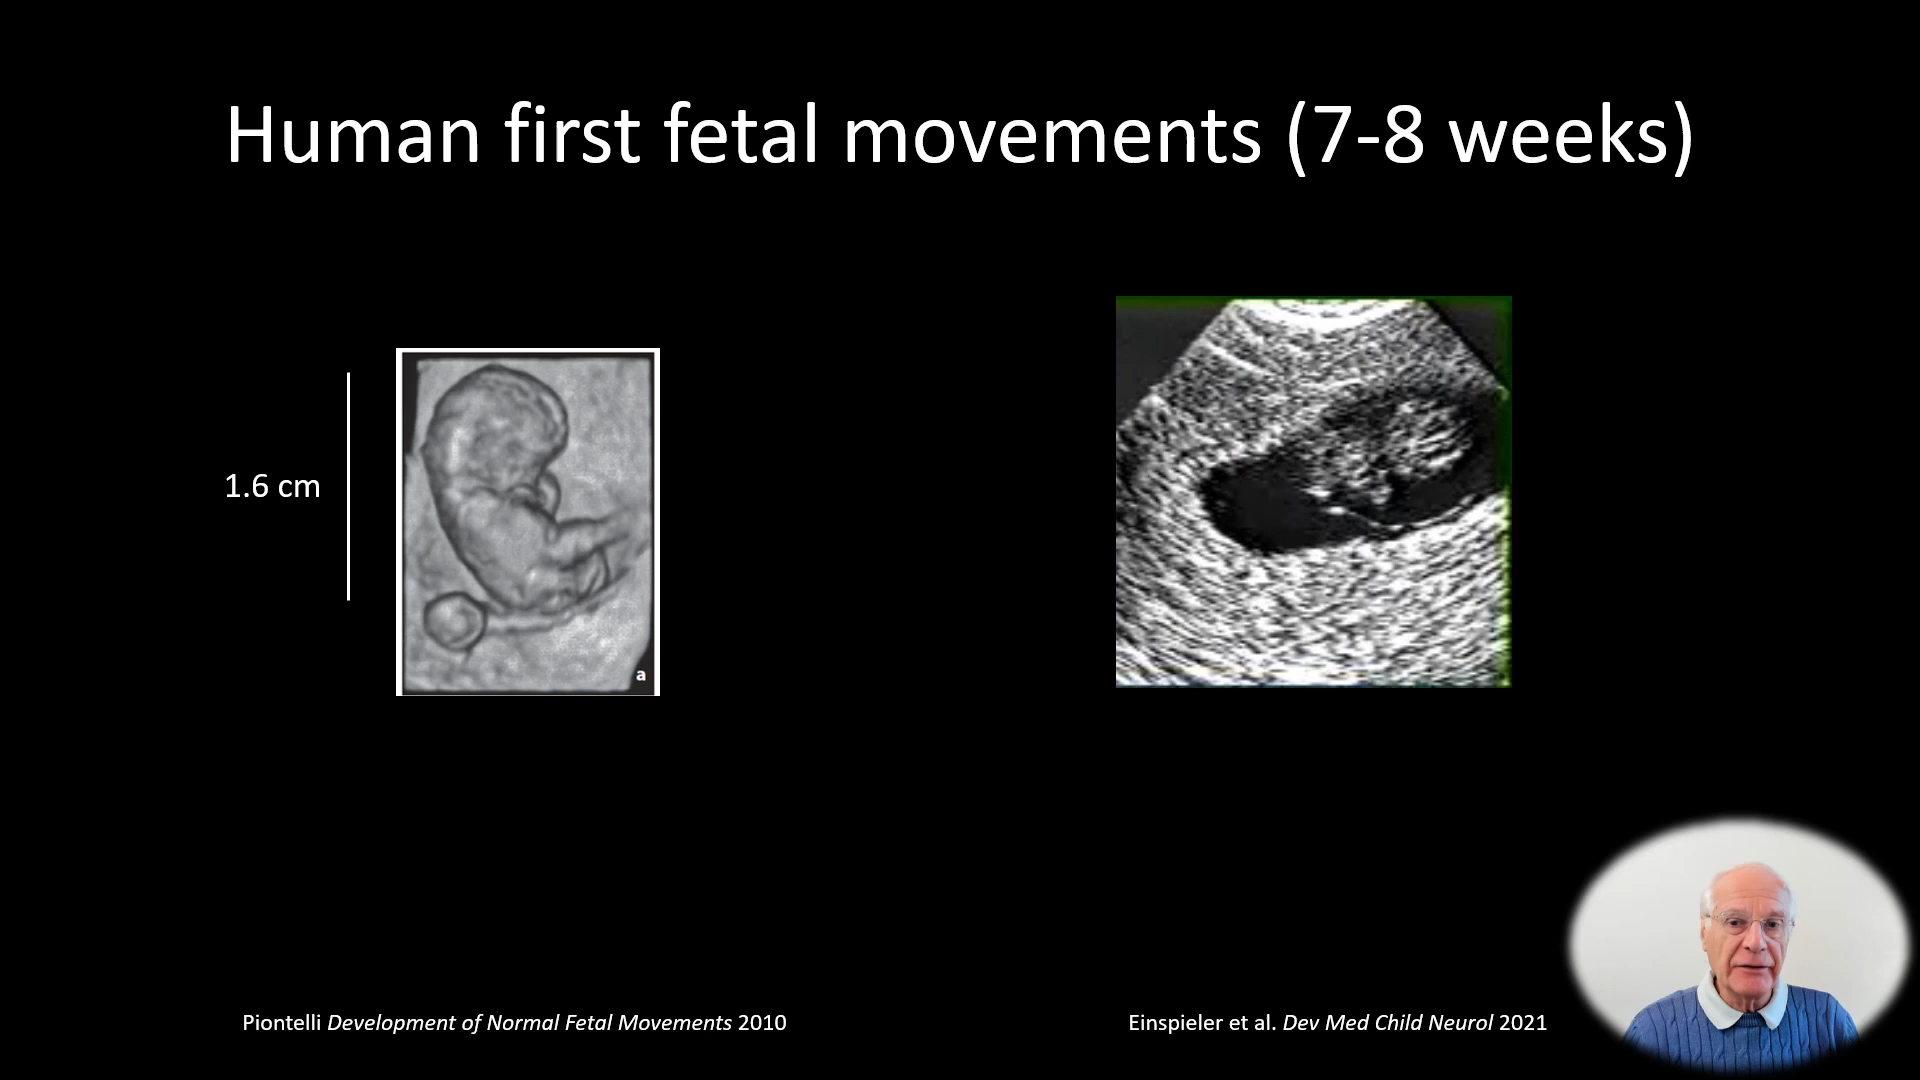 Human first fetal movements (7-8 weeks)
1.6 cm
a
Piontelli Development of Normal Fetal Movements 2010
Einspieler et al. Dev Med Child Neurol 2021